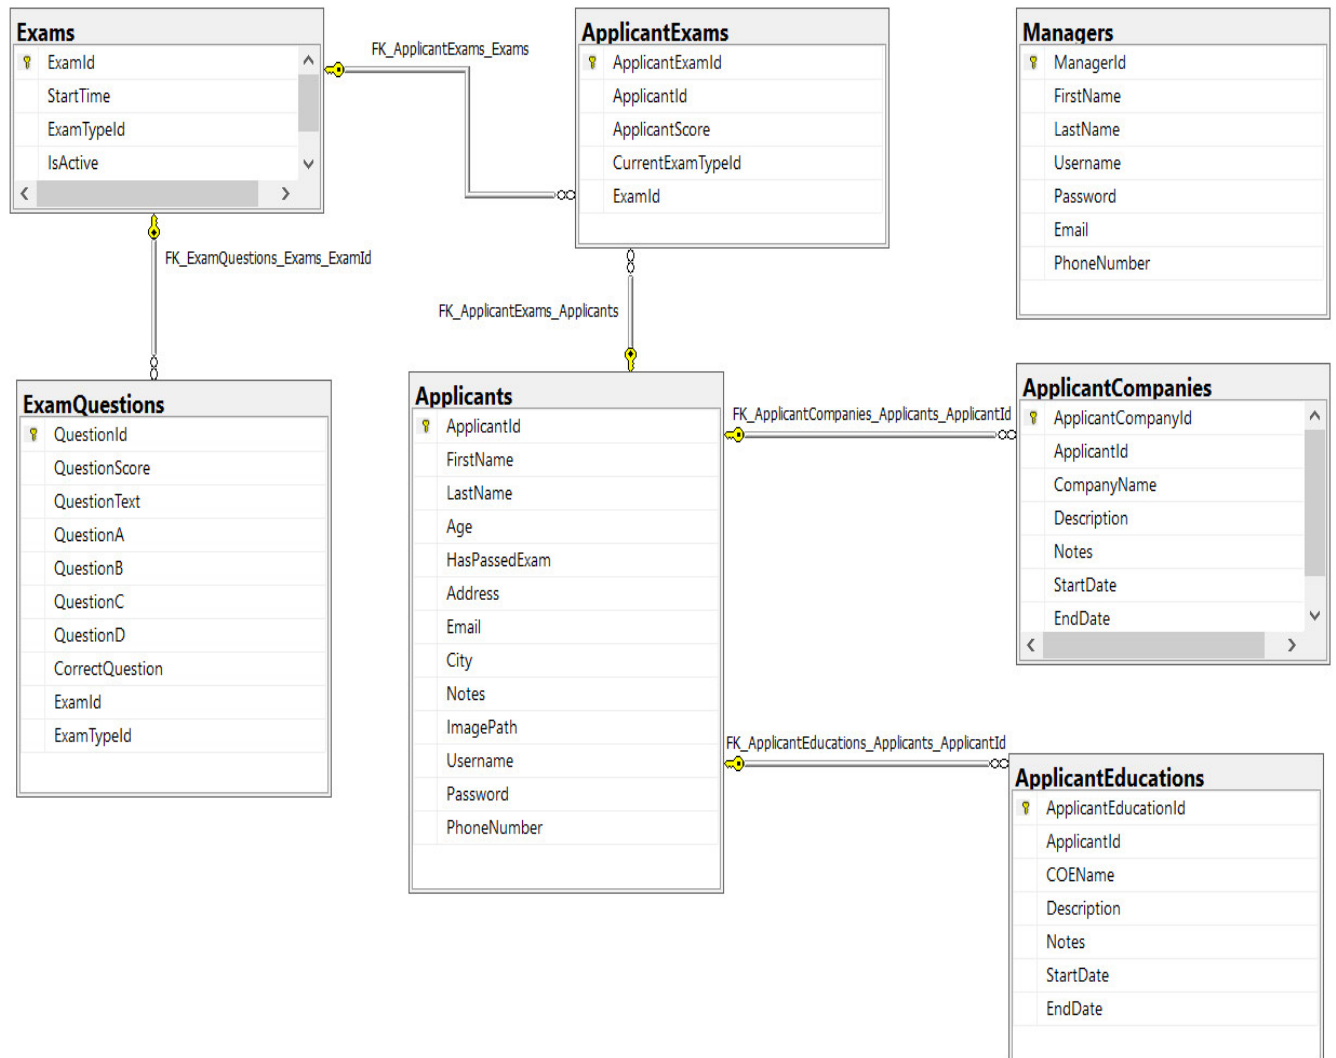 Exams
ExamId
StartTime
ExamTypeId
IsActive
FK_ApplicantExams_Exams
ApplicantExams
ApplicantExamId
ApplicantId
ApplicantScore
CurrentExamTypeId
ExamId
Managers
ManagerId
FirstName
LastName
Username
Password
Email
PhoneNumber
FK_ExamQuestions_Exams_ExamId
FK_ApplicantExams_Applicants
ExamQuestions
QuestionId
QuestionScore
QuestionText
QuestionA
QuestionB
QuestionC
QuestionD
CorrectQuestion
ExamId
ExamTypeId
Applicants
ApplicantId
FirstName
LastName
Age
HasPassedExam
Address
Email
City
Notes
ImagePath
Username
Password
PhoneNumber
FK_ApplicantCompanies_Applicants_ApplicantId
ApplicantCompanies
ApplicantCompanyId
ApplicantId
CompanyName
Description
Notes
StartDate
EndDate
FK_ApplicantEducations_Applicants_ApplicantId
ApplicantEducations
ApplicantEducationId
ApplicantId
COEName
Description
Notes
StartDate
EndDate